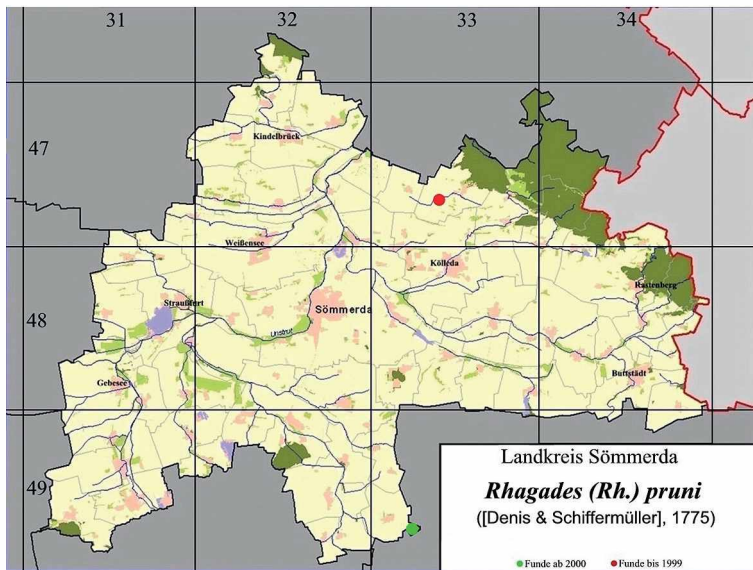 31 32 33 34
47
Kindelbrück
Weißensee
Kölleda
Rastenberg
Straußfurt
48
Sömmerda
Unstrut
Gebesee
Buttstädt
49
Landkreis Sömmerda
Rhagades (Rh.) pruni
([Denis & Schiffermüller], 1775)
Funde ab 2000 Funde bis 1999